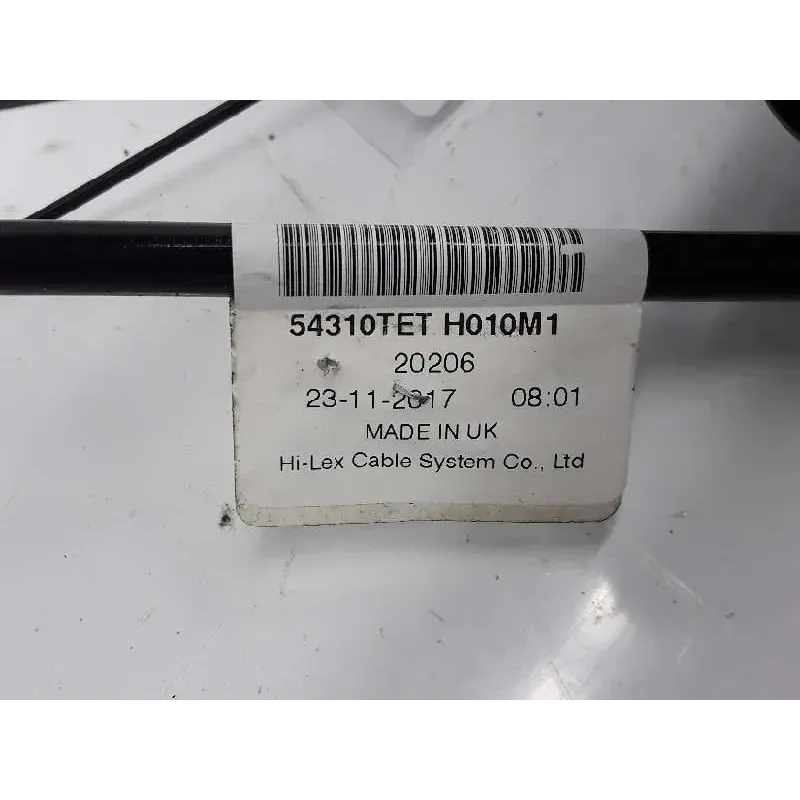 54310TET H010M1
20206
23-11-2017 08:01
MADE IN UK
Hi-Lex Cable System Co., Ltd